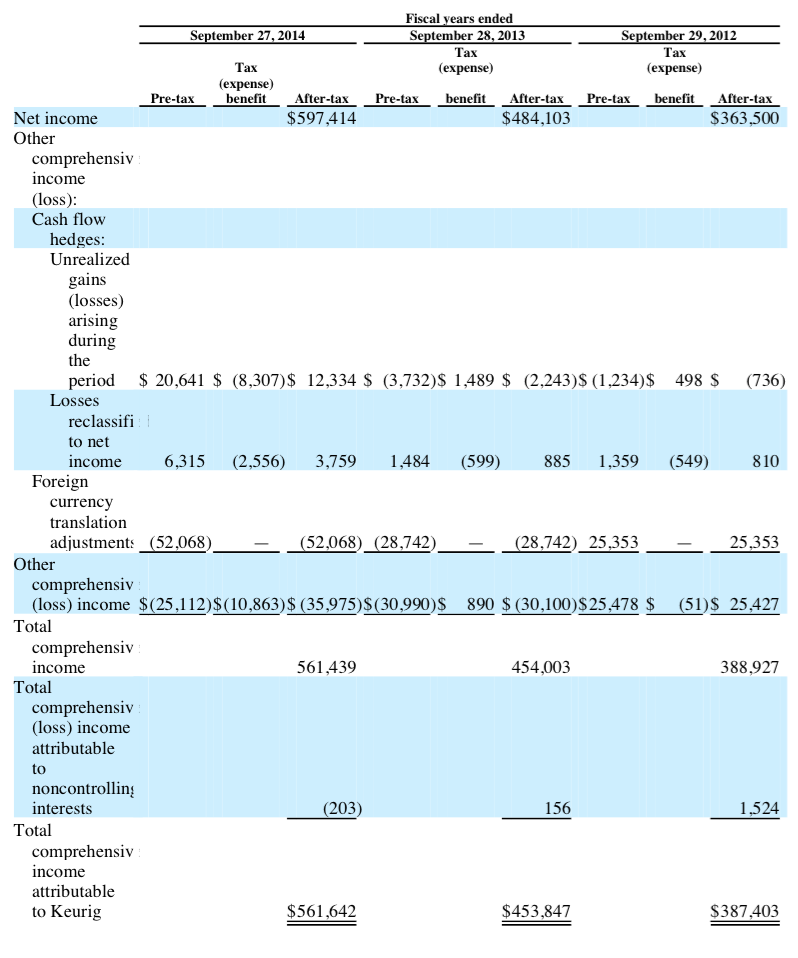 Fiscal years ended
September 27, 2014 September 28, 2013 September 29, 2012
Tax Tax
Tax (expense) (expense)
(expense)
Pre-tax benefit After-tax Pre-tax benefit After-tax Pre-tax benefit After-tax
Net income $597,414 $484,103 $363,500
Other
comprehensiv
income
(loss):
Cash flow
hedges:
Unrealized
gains
(losses)
arising
during
the
period $ 20,641 $ (8,307) $ 12,334 $ (3,732) $ 1,489 $ (2,243) $ (1,234) $ 498 $ (736)
Losses
reclassifi
to net
income 6,315 (2,556) 3,759 1,484 (599) 885 1,359 (549) 810
Foreign
currency
translation
adjustments (52,068) — (52,068) (28,742) — (28,742) 25,353 — 25,353
Other
comprehensiv
(loss) income $(25,112) $(10,863) $ (35,975) $(30,990) $ 890 $ (30,100) $25,478 $ (51) $ 25,427
Total
comprehensiv
income 561,439 454,003 388,927
Total
comprehensiv
(loss) income
attributable
to
noncontrolling
interests (203) 156 1,524
Total
comprehensiv
income
attributable
to Keurig $561,642 $453,847 $387,403